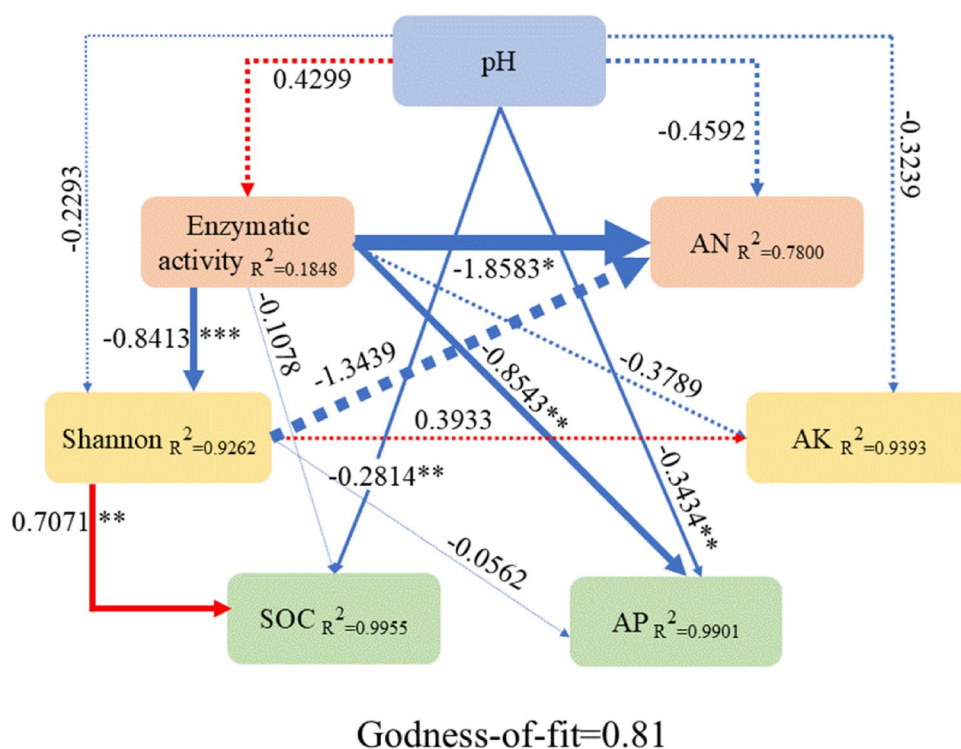 pH
0.4299
-0.4592
-0.2293
-0.3239
Enzymatic
activity R²=0.1848
AN R²=0.7800
-1.8583*
-0.8413 ***
-0.1078
-1.3439
-0.8543**
-0.3789
Shannon R²=0.9262
0.3933
AK R²=0.9393
-0.2814**
-0.3434**
0.7071 **
-0.0562
SOC R²=0.9955
AP R²=0.9901
Godness-of-fit=0.81